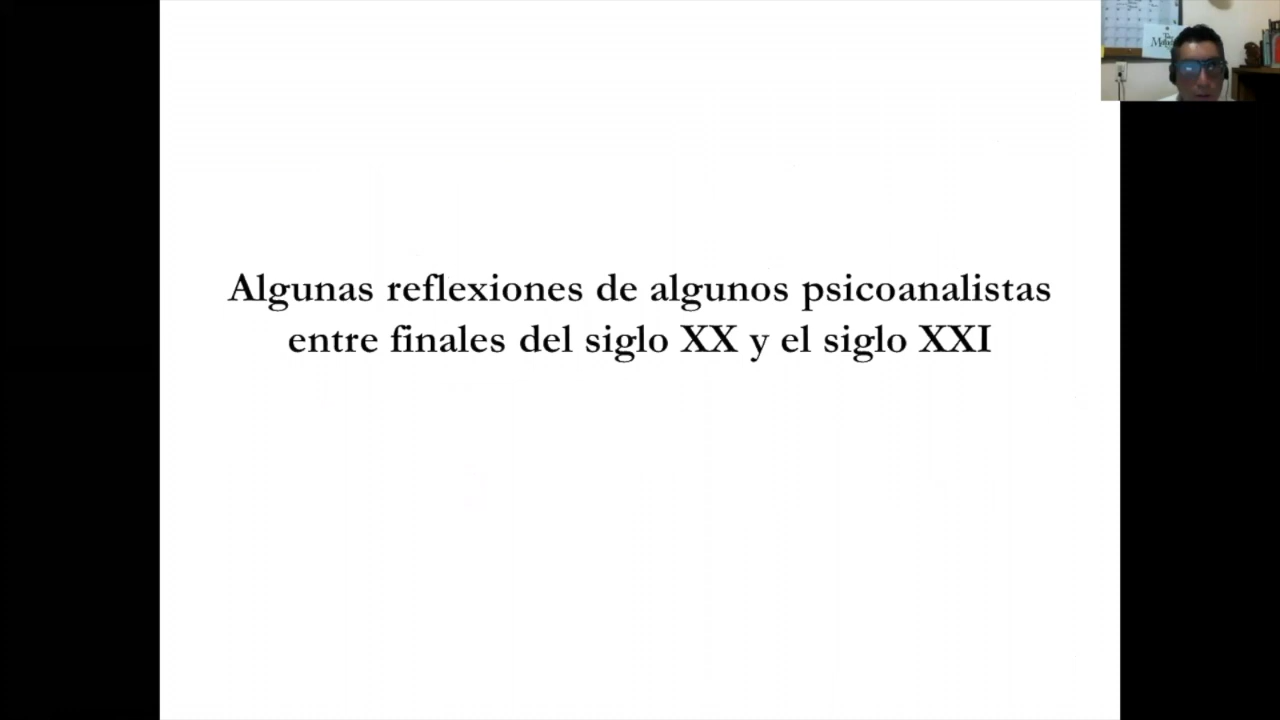 Algunas reflexiones de algunos psicoanalistas
entre finales del siglo XX y el siglo XXI